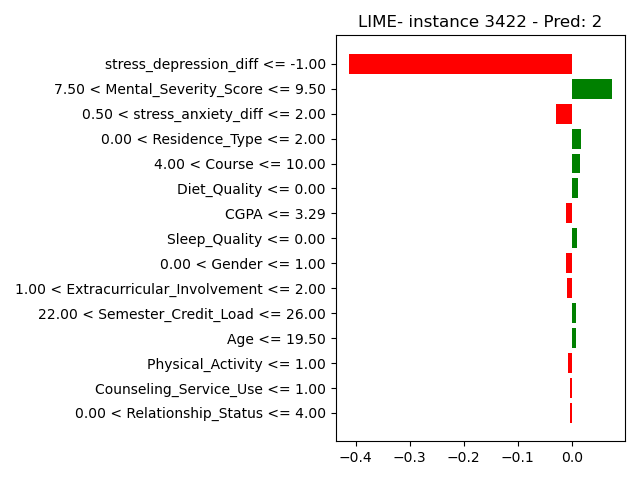 LIME- instance 3422 - Pred: 2
stress_depression_diff <= -1.00
7.50 < Mental_Severity_Score <= 9.50
0.50 < stress_anxiety_diff <= 2.00
0.00 < Residence_Type <= 2.00
4.00 < Course <= 10.00
Diet_Quality <= 0.00
CGPA <= 3.29
Sleep_Quality <= 0.00
0.00 < Gender <= 1.00
1.00 < Extracurricular_Involvement <= 2.00
22.00 < Semester_Credit_Load <= 26.00
Age <= 19.50
Physical_Activity <= 1.00
Counseling_Service_Use <= 1.00
0.00 < Relationship_Status <= 4.00
−0.4 −0.3 −0.2 −0.1 0.0